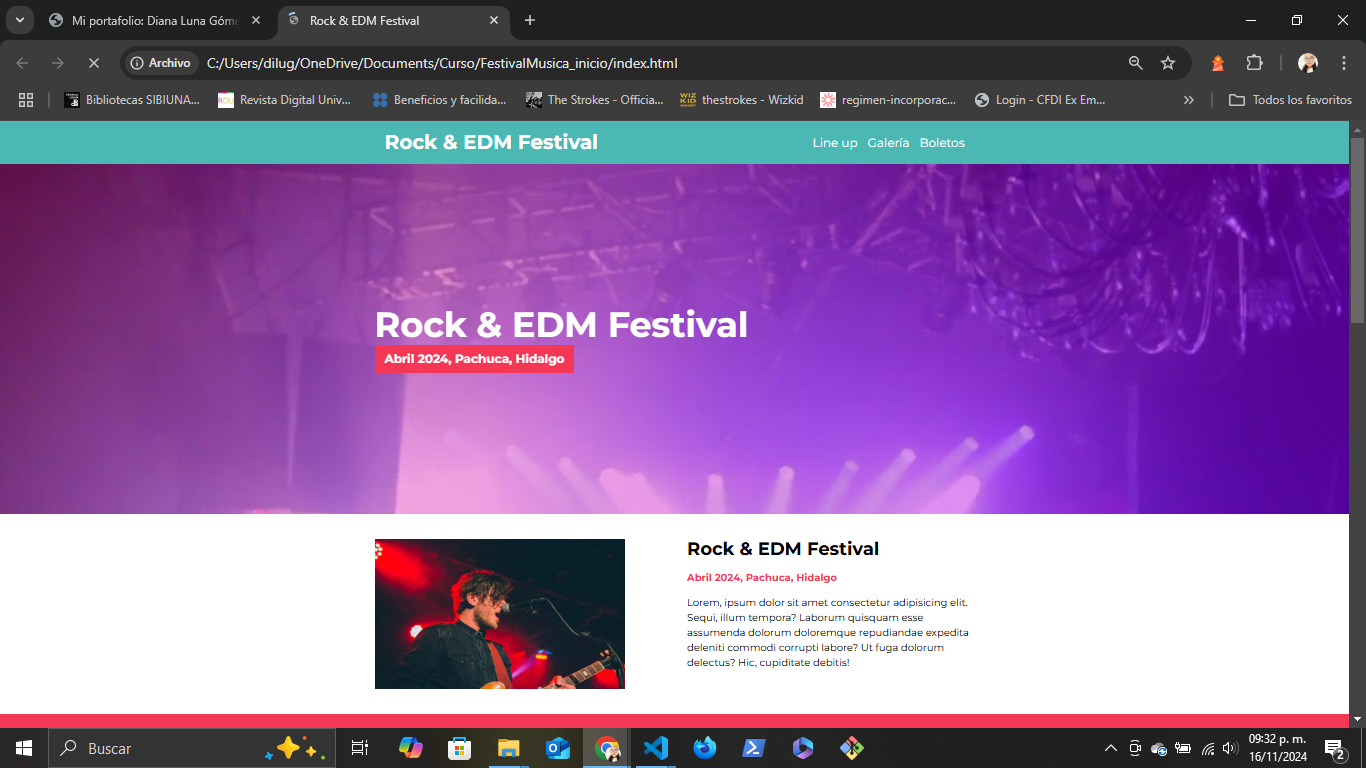 Mi portafolio: Diana Luna Góm
Rock & EDM Festival
Archivo
C:/Users/dilug/OneDrive/Documents/Curso/FestivalMusica_inicio/index.html
Bibliotecas SIBIUNA...
Revista Digital Univ...
Beneficios y facilida...
The Strokes - Officia...
WIZ KID
thestrokes - Wizkid
regimen-incorporac...
Login - CFDI Ex Em...
Todos los favoritos
Rock & EDM Festival
Line up Galería Boletos
Rock & EDM Festival
Abril 2024, Pachuca, Hidalgo
Rock & EDM Festival
Abril 2024, Pachuca, Hidalgo
Lorem, ipsum dolor sit amet consectetur adipisicing elit.
Sequi, illum tempora? Laborum quisquam esse
assumenda dolorum doloremque repudiandae expedita
deleniti commodi corrupti labore? Ut fuga dolorum
delectus? Hic, cupiditate debitis!
Buscar
09:32 p. m.
16/11/2024
2